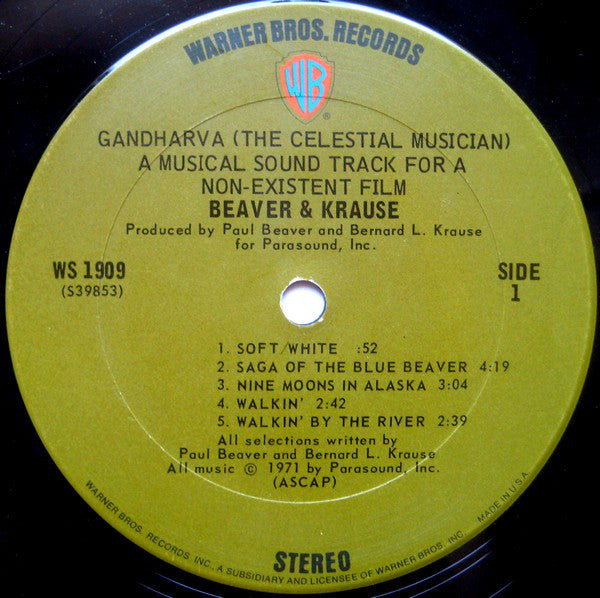 WARNER BROS. RECORDS
WB
®
GANDHARVA (THE CELESTIAL MUSICIAN)
A MUSICAL SOUND TRACK FOR A
NON-EXISTENT FILM
BEAVER & KRAUSE
Produced by Paul Beaver and Bernard L. Krause
for Parasound, Inc.
WS 1909
(S39853)
SIDE
1
1. SOFT/WHITE :52
2. SAGA OF THE BLUE BEAVER 4:19
3. NINE MOONS IN ALASKA 3:04
4. WALKIN' 2:42
5. WALKIN' BY THE RIVER 2:39
All selections written by
Paul Beaver and Bernard L. Krause
All music © 1971 by Parasound, Inc.
(ASCAP)
STEREO
WARNER BROS. RECORDS INC., A SUBSIDIARY AND LICENSEE OF WARNER BROS. INC. MADE IN U.S.A.